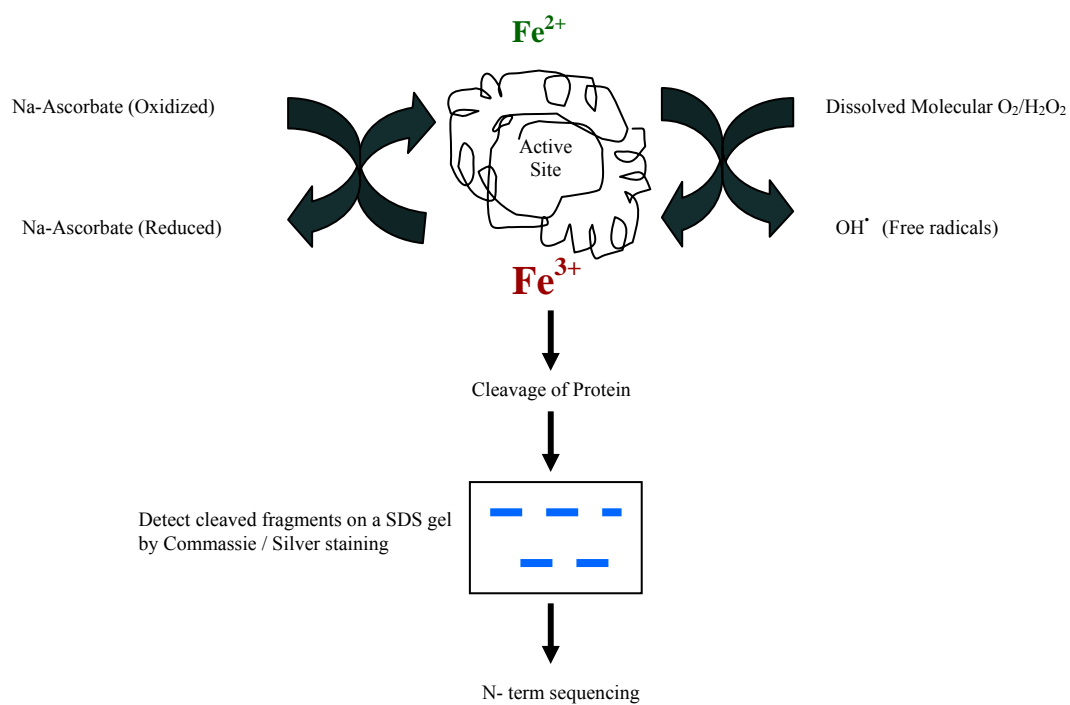 Fe²⁺
Na-Ascorbate (Oxidized)
Dissolved Molecular O₂/H₂O₂
Active
Site
Na-Ascorbate (Reduced)
OH• (Free radicals)
Fe³⁺
Cleavage of Protein
Detect cleaved fragments on a SDS gel
by Commassie / Silver staining
N- term sequencing